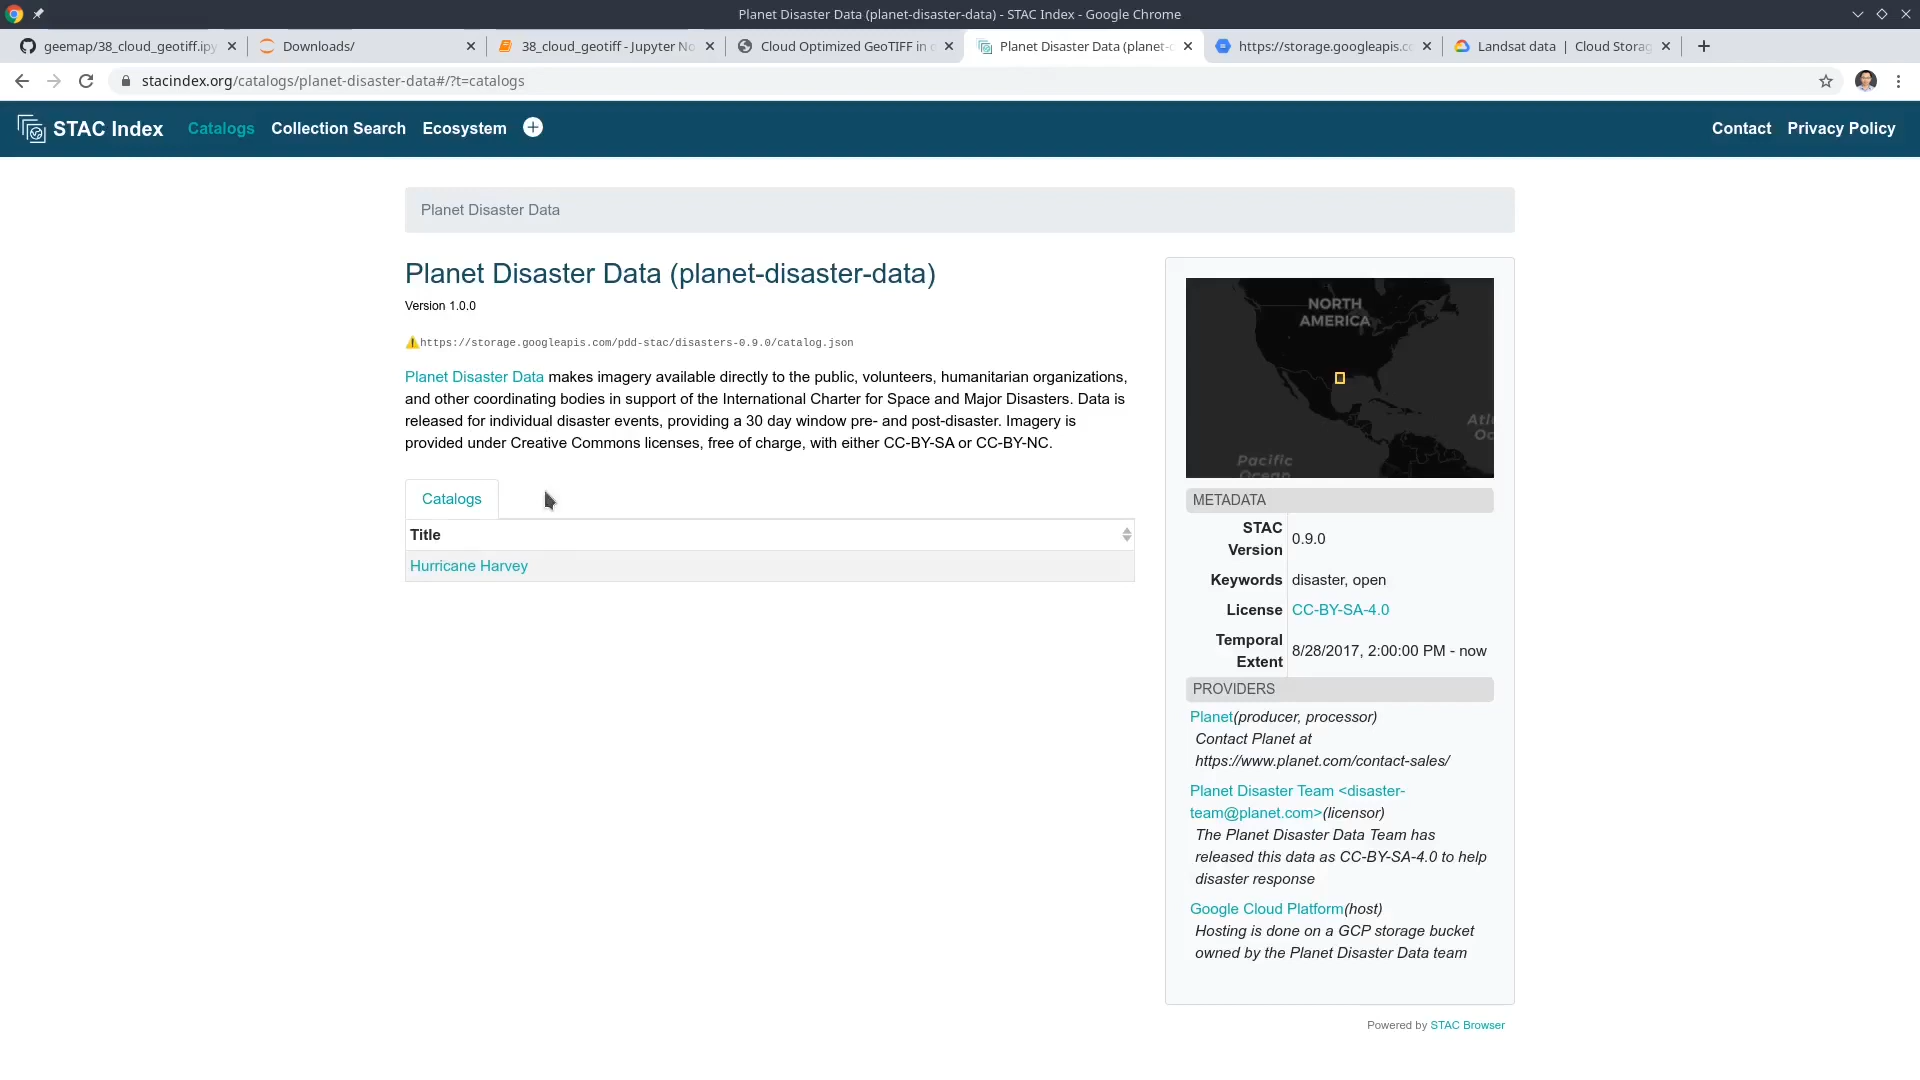 Planet Disaster Data (planet-disaster-data) - STAC Index - Google Chrome
geemap/38_cloud_geotiff.ipy
Downloads/
38_cloud_geotiff - Jupyter No
Cloud Optimized GeoTIFF in
Planet Disaster Data (planet-
https://storage.googleapis.c
Landsat data | Cloud Storag
stacindex.org/catalogs/planet-disaster-data#/?t=catalogs
STAC Index
Catalogs
Collection Search
Ecosystem
Contact
Privacy Policy
Planet Disaster Data
Planet Disaster Data (planet-disaster-data)
Version 1.0.0
https://storage.googleapis.com/pdd-stac/disasters-0.9.0/catalog.json
Planet Disaster Data makes imagery available directly to the public, volunteers, humanitarian organizations,
and other coordinating bodies in support of the International Charter for Space and Major Disasters. Data is
released for individual disaster events, providing a 30 day window pre- and post-disaster. Imagery is
provided under Creative Commons licenses, free of charge, with either CC-BY-SA or CC-BY-NC.
Catalogs
Title
Hurricane Harvey
NORTH
AMERICA
Atl
Oc
Pacific
Ocean
METADATA
STAC
Version
0.9.0
Keywords
disaster, open
License
CC-BY-SA-4.0
Temporal
Extent
8/28/2017, 2:00:00 PM - now
PROVIDERS
Planet(producer, processor)
Contact Planet at
https://www.planet.com/contact-sales/
Planet Disaster Team <disaster-
team@planet.com>(licensor)
The Planet Disaster Data Team has
released this data as CC-BY-SA-4.0 to help
disaster response
Google Cloud Platform(host)
Hosting is done on a GCP storage bucket
owned by the Planet Disaster Data team
Powered by STAC Browser